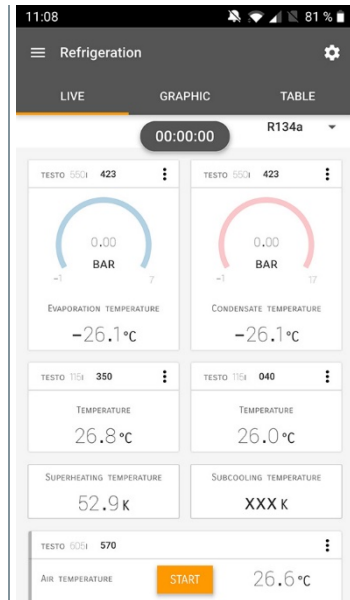 11:08 81 %
Refrigeration
LIVE GRAPHIC TABLE
00:00:00 R134a
TESTO 550i 423 TESTO 550i 423
0.00 0.00
BAR BAR
-1 7 -1 17
EVAPORATION TEMPERATURE CONDENSATE TEMPERATURE
-26.1°C -26.1°C
TESTO 115i 350 TESTO 115i 040
TEMPERATURE TEMPERATURE
26.8°C 26.0°C
SUPERHEATING TEMPERATURE SUBCOOLING TEMPERATURE
52.9 K XXX K
TESTO 605i 570
AIR TEMPERATURE START 26.6°C